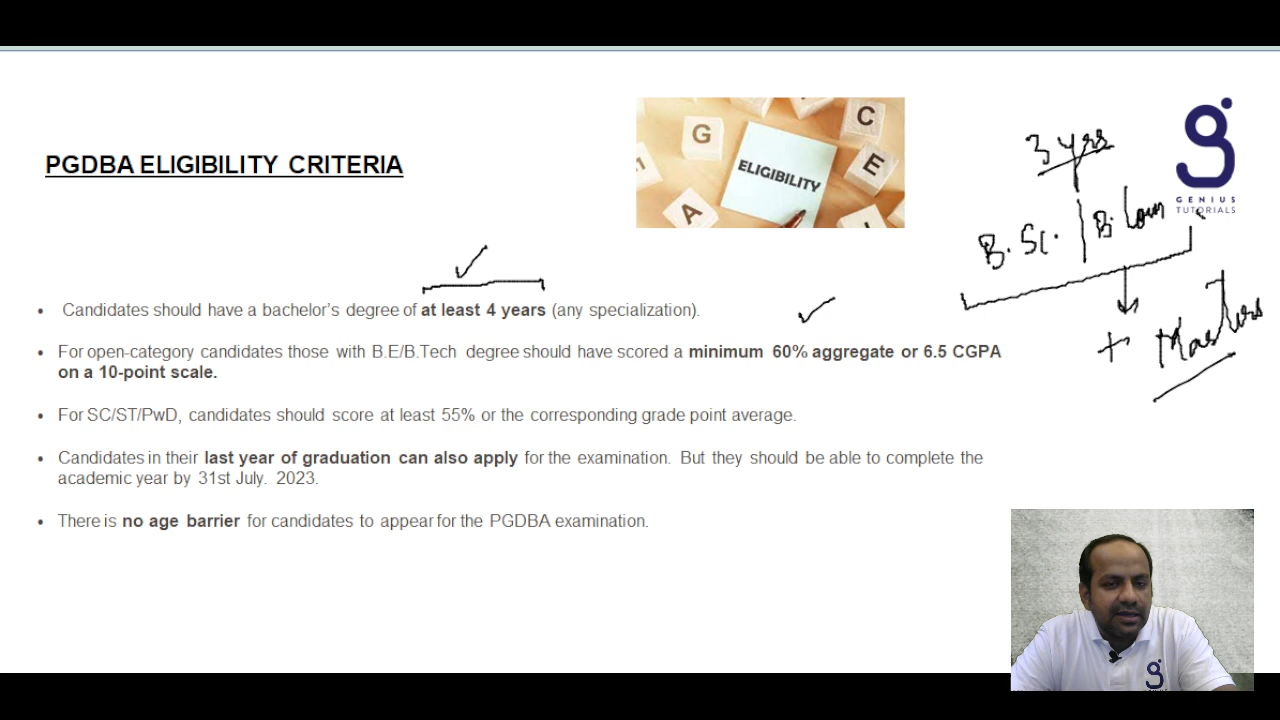 PGDBA ELIGIBILITY CRITERIA
G
C
ELIGIBILITY
E
A
3 yrs
GENIUS
TUTORIALS
B. Sc. | B. Com
+ Masters
• Candidates should have a bachelor’s degree of at least 4 years (any specialization).
• For open-category candidates those with B.E/B.Tech degree should have scored a minimum 60% aggregate or 6.5 CGPA
on a 10-point scale.
• For SC/ST/PwD, candidates should score at least 55% or the corresponding grade point average.
• Candidates in their last year of graduation can also apply for the examination. But they should be able to complete the
academic year by 31st July. 2023.
• There is no age barrier for candidates to appear for the PGDBA examination.